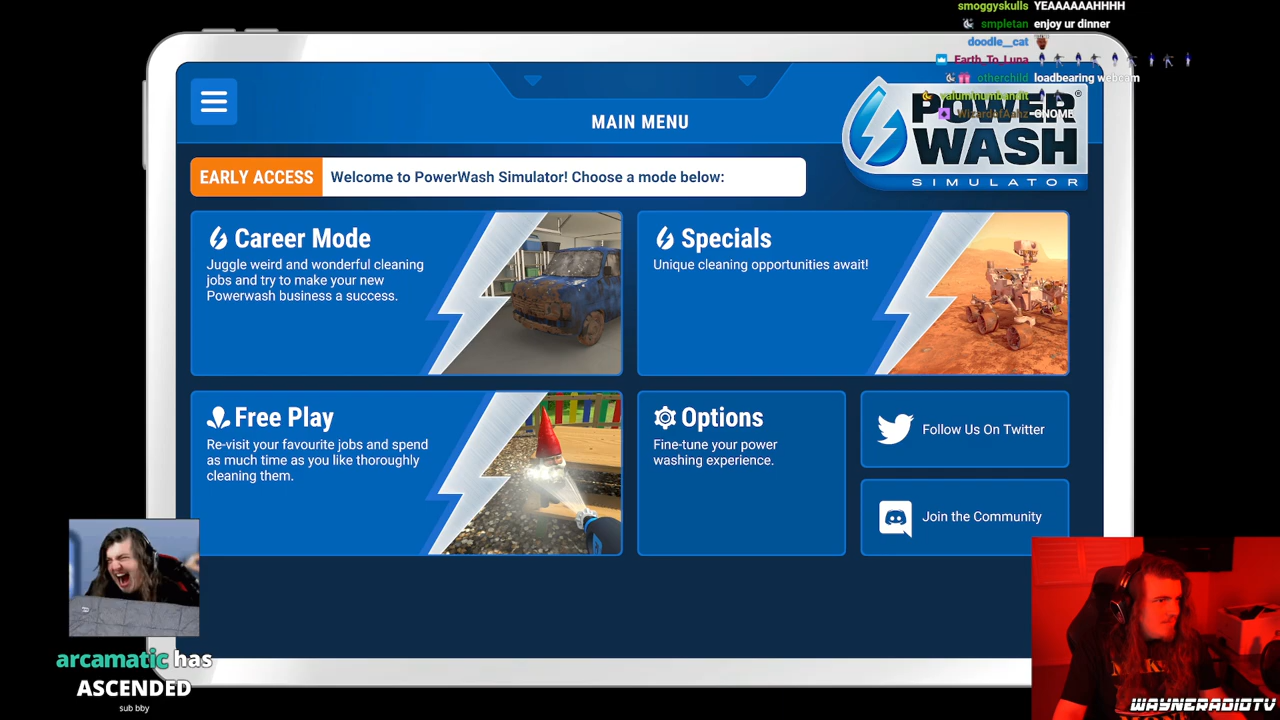 smoggyskulls YEAAAAAAHHHH
smpletan enjoy ur dinner
doodle__cat
Earth_To_Luna
otherchild loadbearing webcam
GNOME
MAIN MENU
POWER
WASH
SIMULATOR
EARLY ACCESS
Welcome to PowerWash Simulator! Choose a mode below:
Career Mode
Juggle weird and wonderful cleaning
jobs and try to make your new
Powerwash business a success.
Specials
Unique cleaning opportunities await!
Free Play
Re-visit your favourite jobs and spend
as much time as you like thoroughly
cleaning them.
Options
Fine-tune your power
washing experience.
Follow Us On Twitter
Join the Community
arcamatic has
ASCENDED
sub bby
WAYNERADIOTV